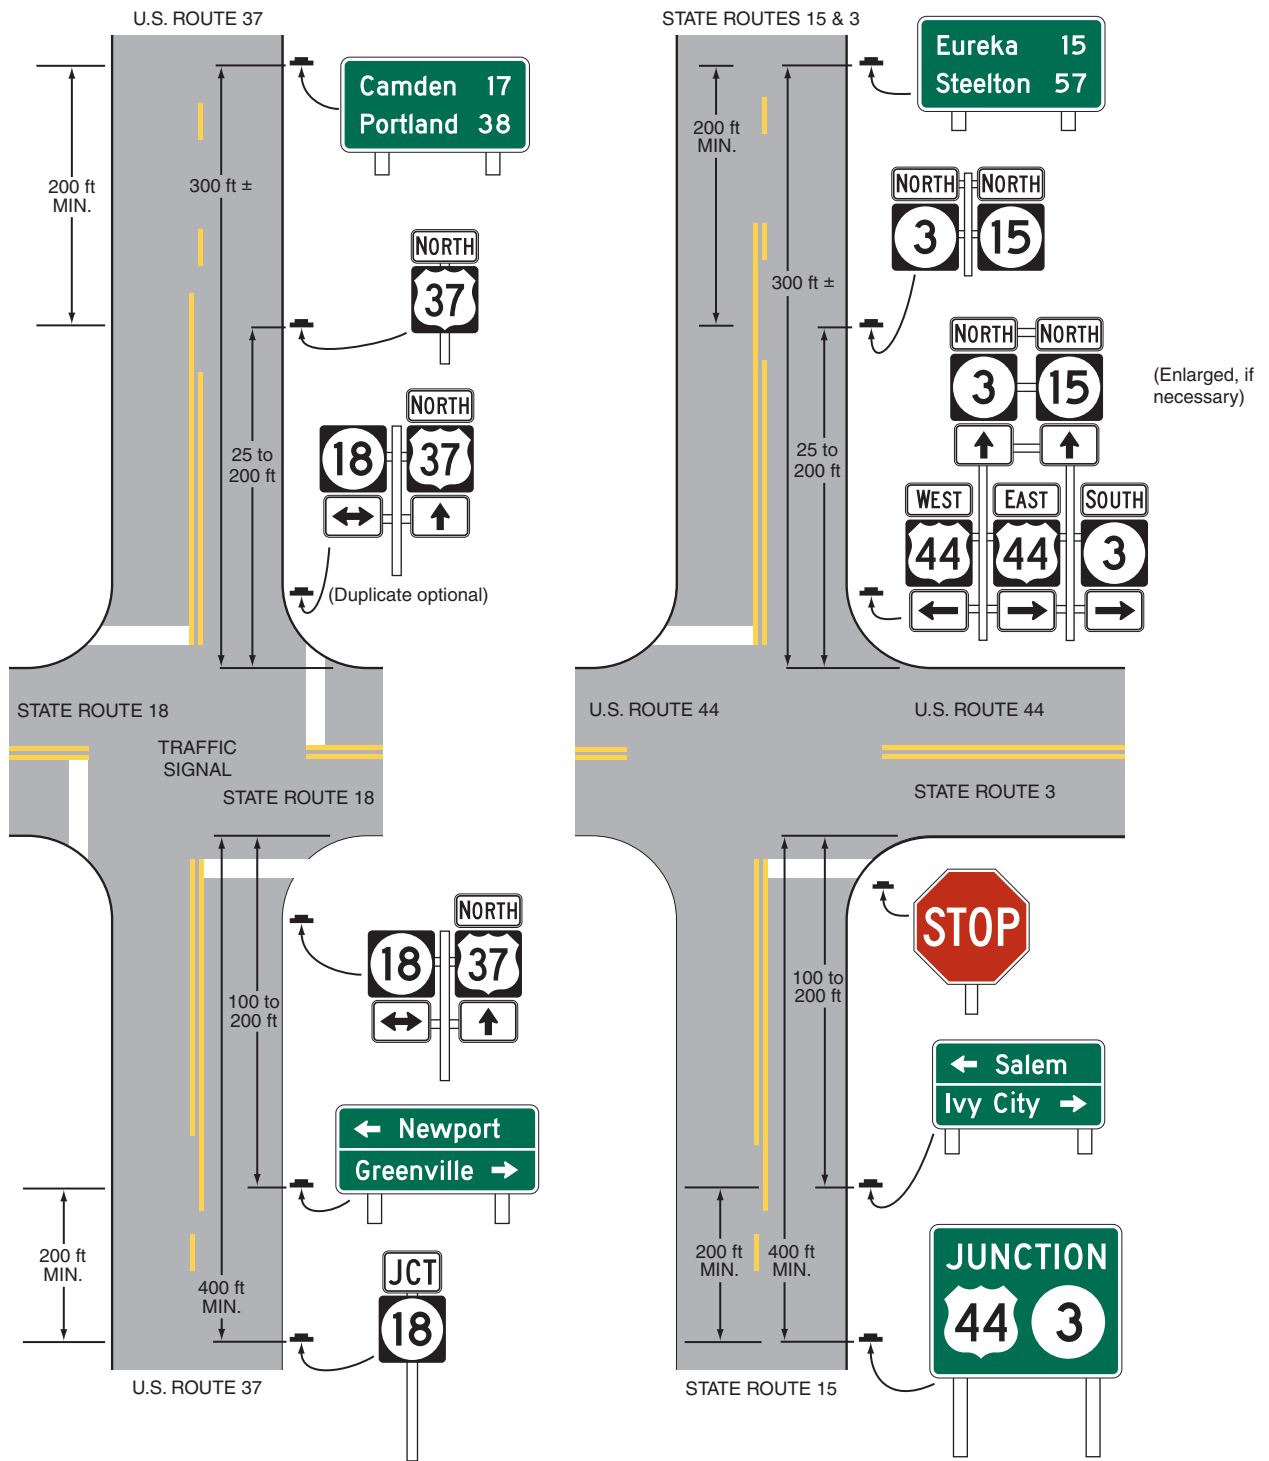 U.S. ROUTE 37
Camden 17
Portland 38
200 ft
MIN.
300 ft ±
NORTH
37
25 to
200 ft
NORTH
18 37
(Duplicate optional)
STATE ROUTE 18
TRAFFIC
SIGNAL
STATE ROUTE 18
NORTH
18 37
100 to
200 ft
Newport
Greenville
200 ft
MIN.
400 ft
MIN.
JCT
18
U.S. ROUTE 37
STATE ROUTES 15 & 3
Eureka 15
Steelton 57
200 ft
MIN.
NORTH NORTH
3 15
300 ft ±
NORTH NORTH
3 15
(Enlarged, if
necessary)
25 to
200 ft
WEST EAST SOUTH
44 44 3
U.S. ROUTE 44 U.S. ROUTE 44
STATE ROUTE 3
STOP
100 to
200 ft
Salem
Ivy City
200 ft
MIN.
400 ft
MIN.
JUNCTION
44 3
STATE ROUTE 15